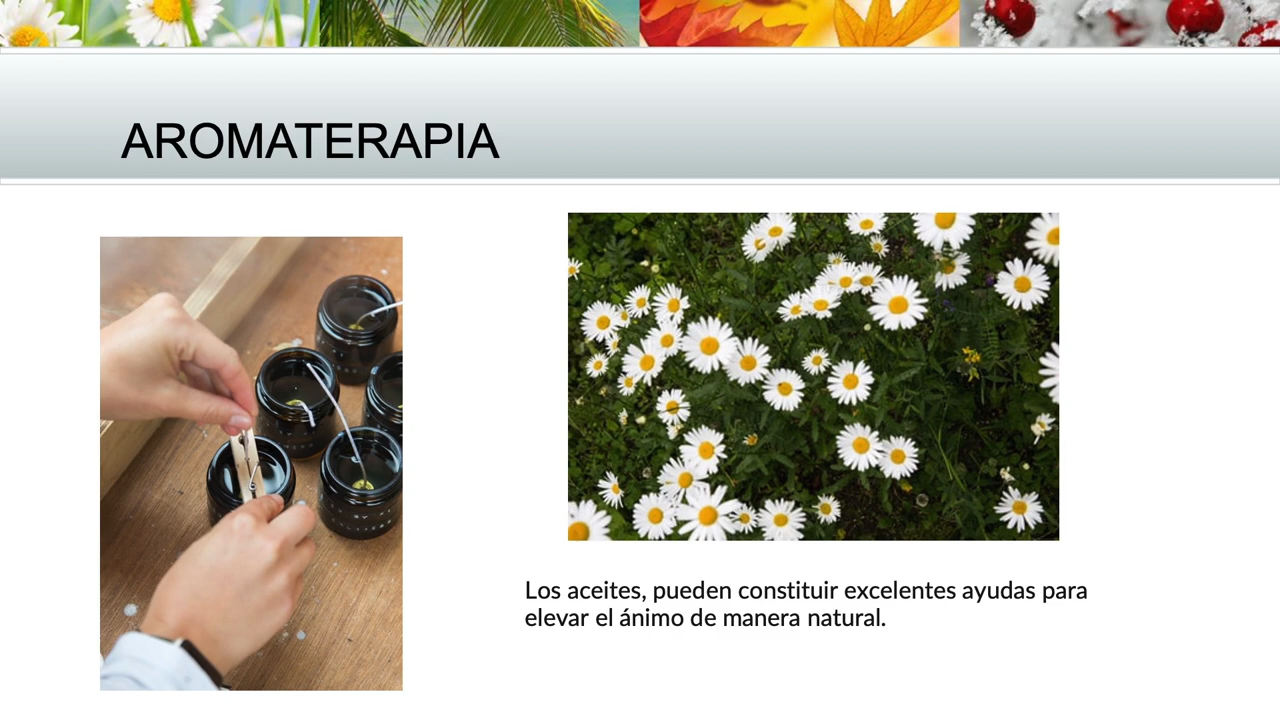 AROMATERAPIA
Los aceites, pueden constituir excelentes ayudas para
elevar el ánimo de manera natural.